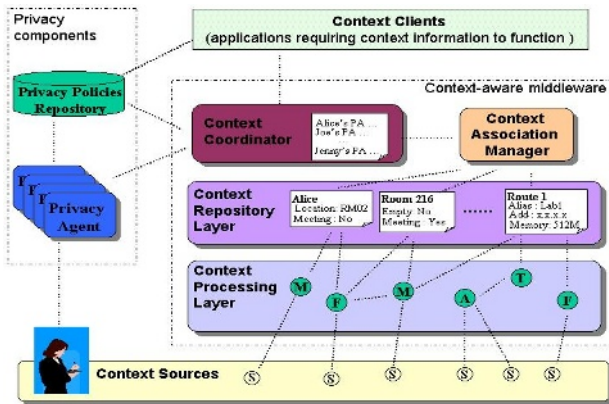 Privacy
components
Context Clients
(applications requiring context information to function )
Privacy Policies
Repository
Context-aware middleware
Context
Coordinator
Alice's PA ...
Joe's PA ...
...
Jenny's PA ...
Context
Association
Manager
Privacy
Agent
Context
Repository
Layer
Alice
Location: RM02
Meeting : No
Room 216
Empty: No
Meeting : Yes
Route 1
Alias : Lab1
Add : x.x.x.x
Memory: 512M
Context
Processing
Layer
M
F
M
A
T
F
Context Sources
S
S
S
S
S
S